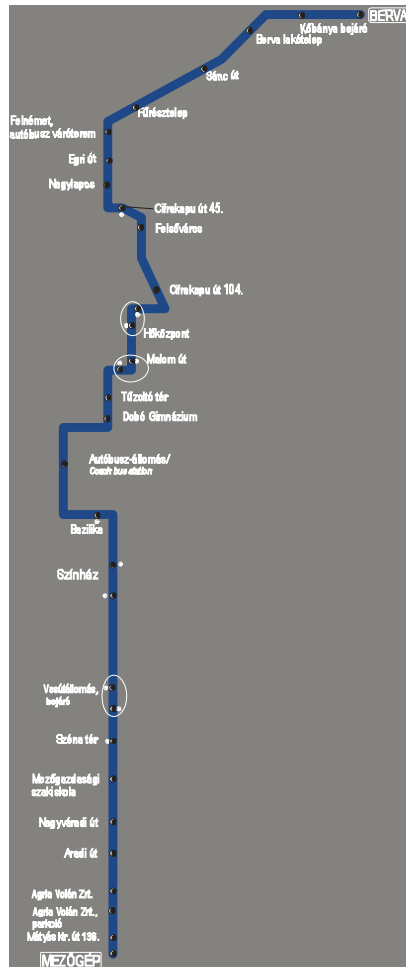 BERVA
Kőbánya bejáró
Berva lakótelep
Sánc út
Fűrésztelep
Felnémet,
autóbusz váróterem
Egri út
Nagylapos
Cifrakapu út 45.
Felsőváros
Cifrakapu út 104.
Hőközpont
Malom út
Tűzoltó tér
Dobó Gimnázium
Autóbusz-állomás/
Coach bus station
Bazilika
Színház
Vasútállomás,
bejáró
Széna tér
Mezőgazdasági
szakiskola
Nagyváradi út
Aradi út
Agria Volán Zrt.
Agria Volán Zrt.,
parkoló
Mátyás kir. út 138.
MEZŐGÉP